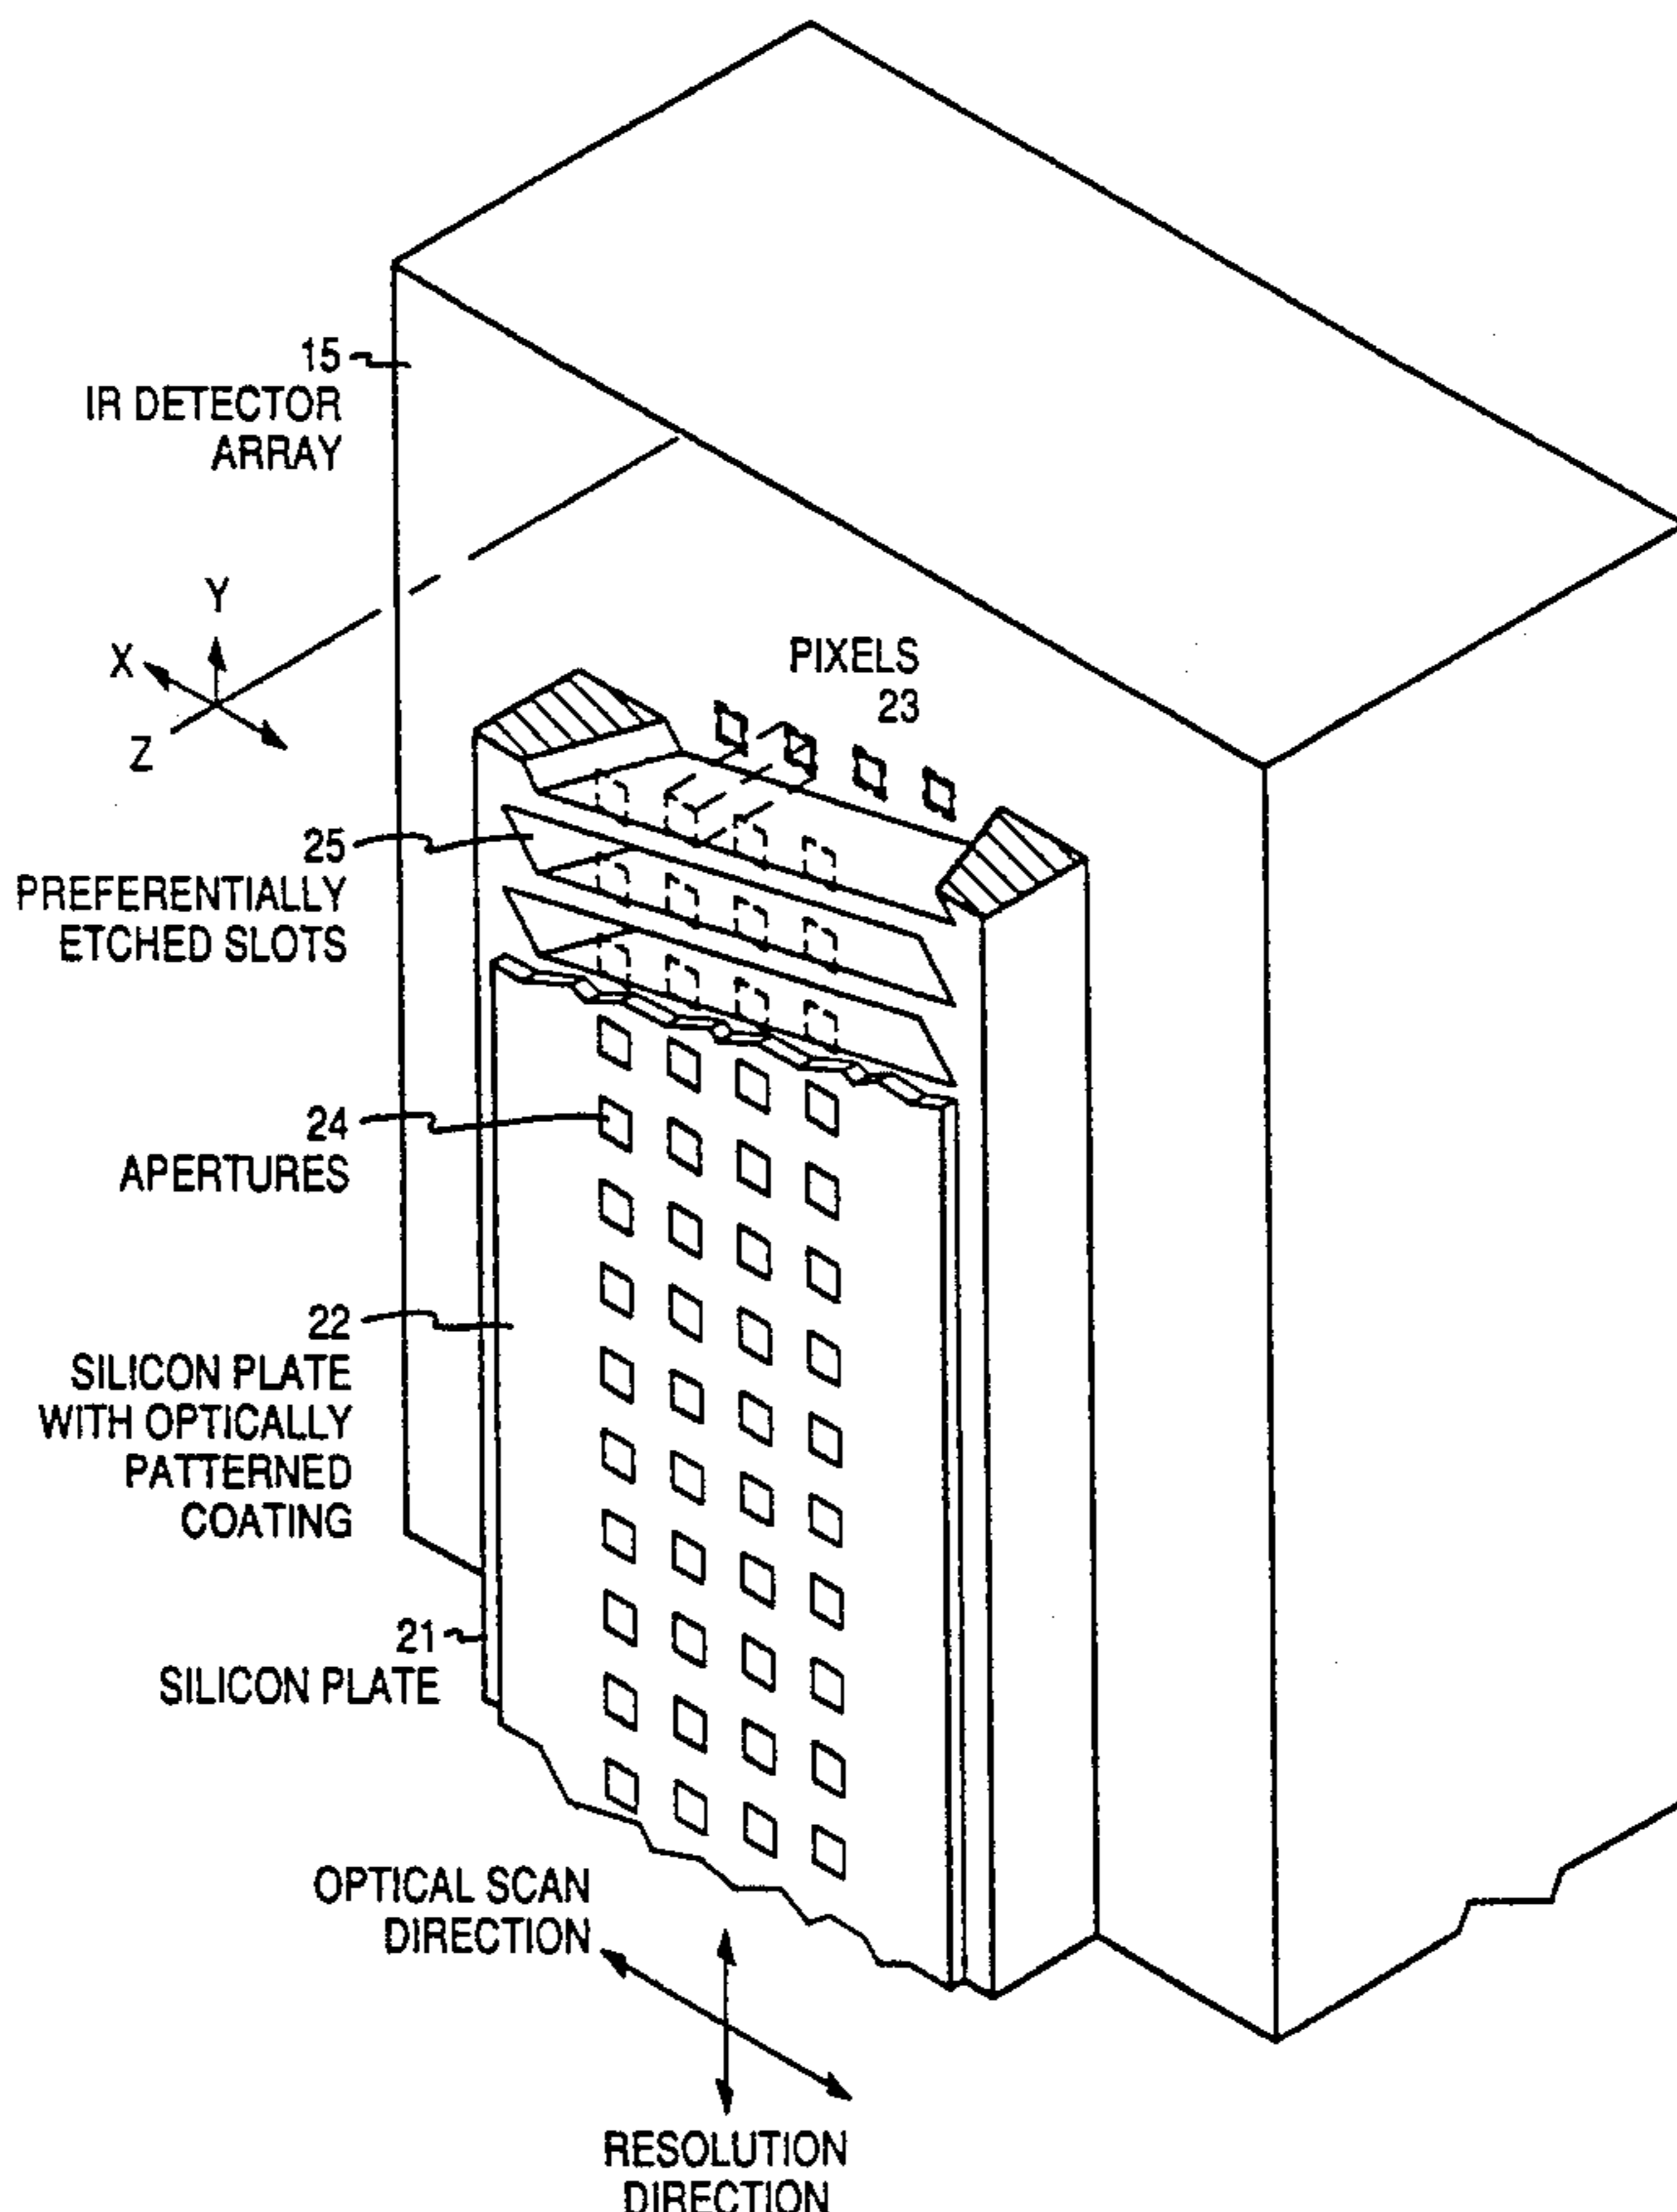 15
IR DETECTOR
ARRAY
Y
X
Z
PIXELS
23
25
PREFERENTIALLY
ETCHED SLOTS
24
APERTURES
22
SILICON PLATE
WITH OPTICALLY
PATTERNED
COATING
21
SILICON PLATE
OPTICAL SCAN
DIRECTION
RESOLUTION
DIRECTION